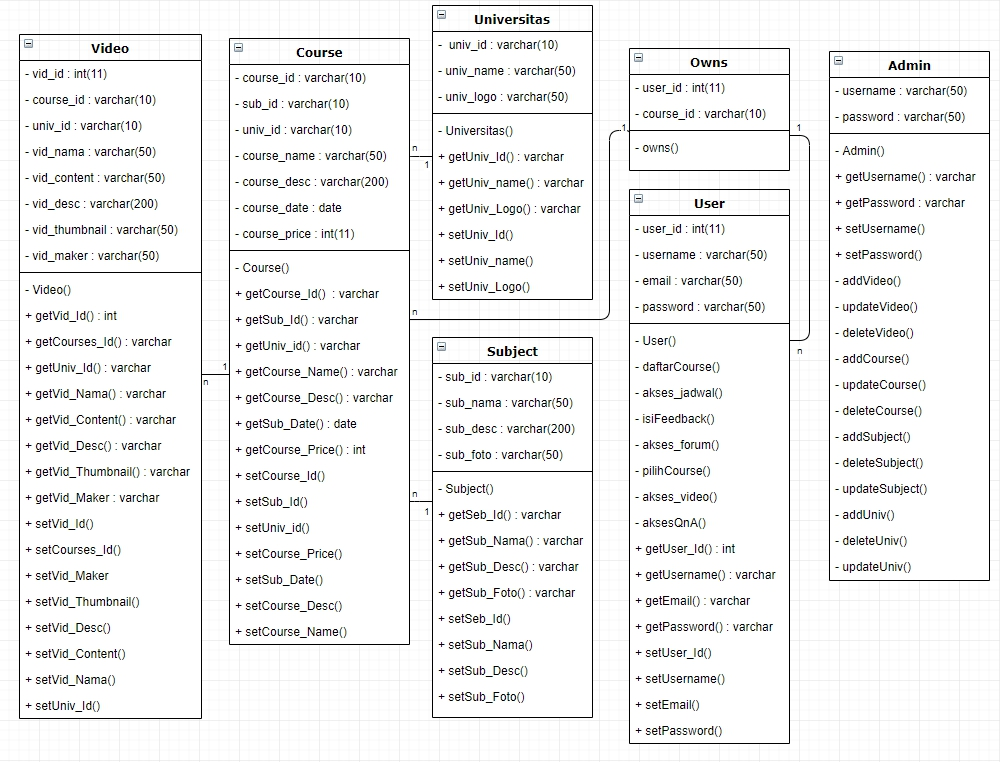 Video
- vid_id : int(11)
- course_id : varchar(10)
- univ_id : varchar(10)
- vid_nama : varchar(50)
- vid_content : varchar(50)
- vid_desc : varchar(200)
- vid_thumbnail : varchar(50)
- vid_maker : varchar(50)
- Video()
+ getVid_Id() : int
+ getCourses_Id() : varchar
+ getUniv_Id() : varchar
+ getVid_Nama() : varchar
+ getVid_Content() : varchar
+ getVid_Desc() : varchar
+ getVid_Thumbnail() : varchar
+ getVid_Maker : varchar
+ setVid_Id()
+ setCourses_Id()
+ setVid_Maker
+ setVid_Thumbnail()
+ setVid_Desc()
+ setVid_Content()
+ setVid_Nama()
+ setUniv_Id()
n
1
Course
- course_id : varchar(10)
- sub_id : varchar(10)
- univ_id : varchar(10)
- course_name : varchar(50)
- course_desc : varchar(200)
- course_date : date
- course_price : int(11)
- Course()
+ getCourse_Id() : varchar
+ getSub_Id() : varchar
+ getUniv_id() : varchar
+ getCourse_Name() : varchar
+ getCourse_Desc() : varchar
+ getSub_Date() : date
+ getCourse_Price() : int
+ setCourse_Id()
+ setSub_Id()
+ setUniv_id()
+ setCourse_Price()
+ setSub_Date()
+ setCourse_Desc()
+ setCourse_Name()
n
1
n
n
1
Universitas
- univ_id : varchar(10)
- univ_name : varchar(50)
- univ_logo : varchar(50)
- Universitas()
+ getUniv_Id() : varchar
+ getUniv_name() : varchar
+ getUniv_Logo() : varchar
+ setUniv_Id()
+ setUniv_name()
+ setUniv_Logo()
Subject
- sub_id : varchar(10)
- sub_nama : varchar(50)
- sub_desc : varchar(200)
- sub_foto : varchar(50)
- Subject()
+ getSeb_Id() : varchar
+ getSub_Nama() : varchar
+ getSub_Desc() : varchar
+ getSub_Foto() : varchar
+ setSeb_Id()
+ setSub_Nama()
+ setSub_Desc()
+ setSub_Foto()
1
Owns
- user_id : int(11)
- course_id : varchar(10)
- owns()
1
n
User
- user_id : int(11)
- username : varchar(50)
- email : varchar(50)
- password : varchar(50)
- User()
- daftarCourse()
- akses_jadwal()
-isiFeedback()
- akses_forum()
- pilihCourse()
- akses_video()
- aksesQnA()
+ getUser_Id() : int
+ getUsername() : varchar
+ getEmail() : varchar
+ getPassword() : varchar
+ setUser_Id()
+ setUsername()
+ setEmail()
+ setPassword()
Admin
- username : varchar(50)
- password : varchar(50)
- Admin()
+ getUsername() : varchar
+ getPassword : varchar
+ setUsername()
+ setPassword()
- addVideo()
- updateVideo()
- deleteVideo()
- addCourse()
- updateCourse()
- deleteCourse()
- addSubject()
- deleteSubject()
- updateSubject()
- addUniv()
- deleteUniv()
- updateUniv()